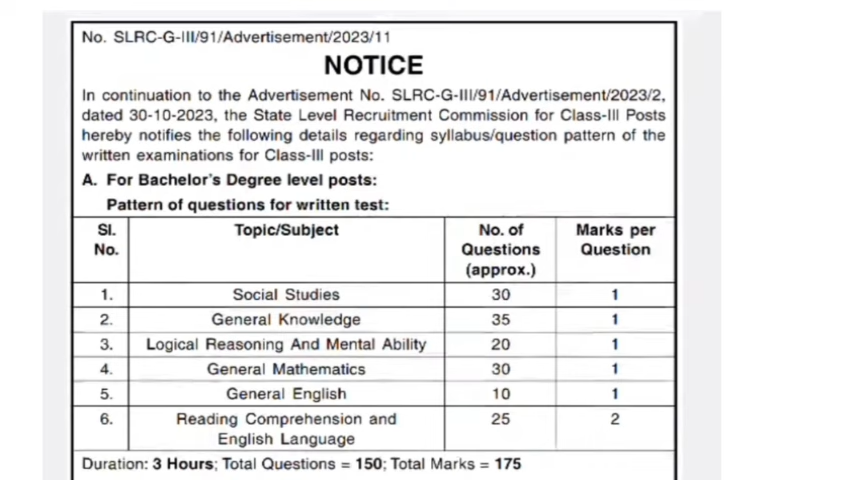 No. SLRC-G-III/91/Advertisement/2023/11
NOTICE
In continuation to the Advertisement No. SLRC-G-III/91/Advertisement/2023/2,
dated 30-10-2023, the State Level Recruitment Commission for Class-III Posts
hereby notifies the following details regarding syllabus/question pattern of the
written examinations for Class-III posts:
A. For Bachelor's Degree level posts:
Pattern of questions for written test:
Sl. No. Topic/Subject No. of Questions (approx.) Marks per Question
1. Social Studies 30 1
2. General Knowledge 35 1
3. Logical Reasoning And Mental Ability 20 1
4. General Mathematics 30 1
5. General English 10 1
6. Reading Comprehension and English Language 25 2
Duration: 3 Hours; Total Questions = 150; Total Marks = 175